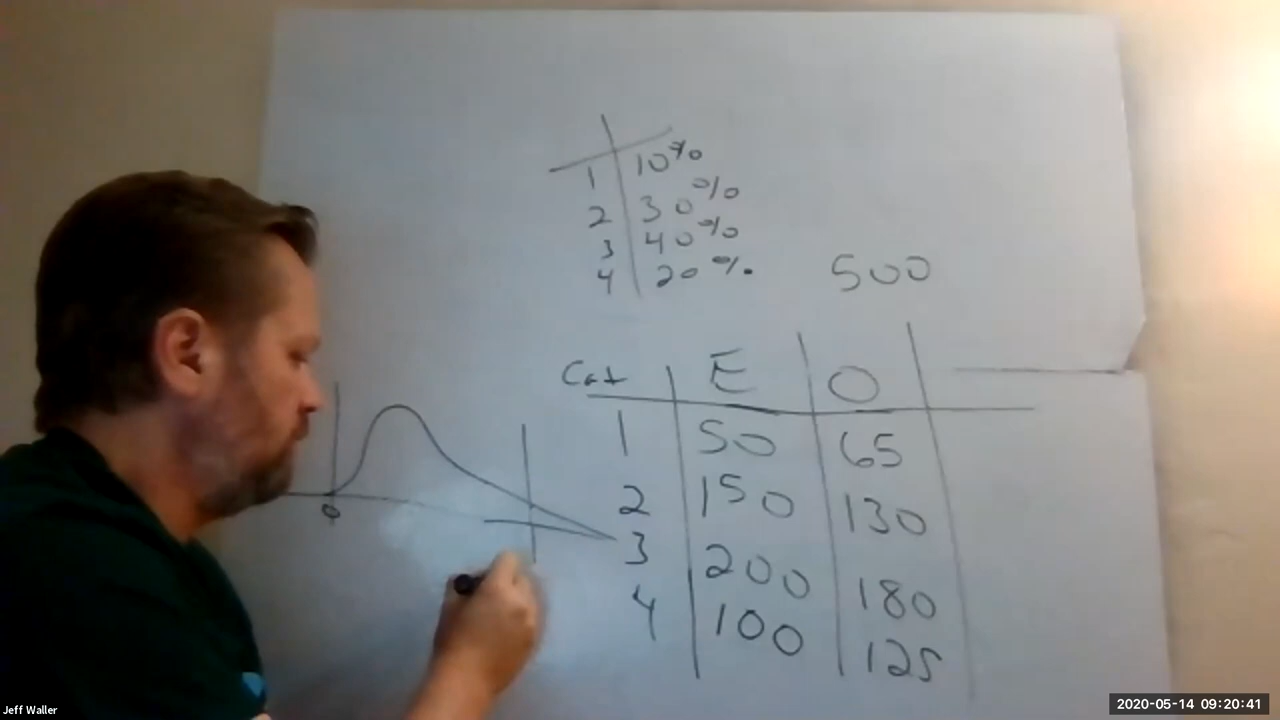 1 10%
2 30%
3 40%
4 20%
500
Cat E O
1 50 65
2 150 130
3 200 180
4 100 125
0
Jeff Waller
2020-05-14 09:20:41